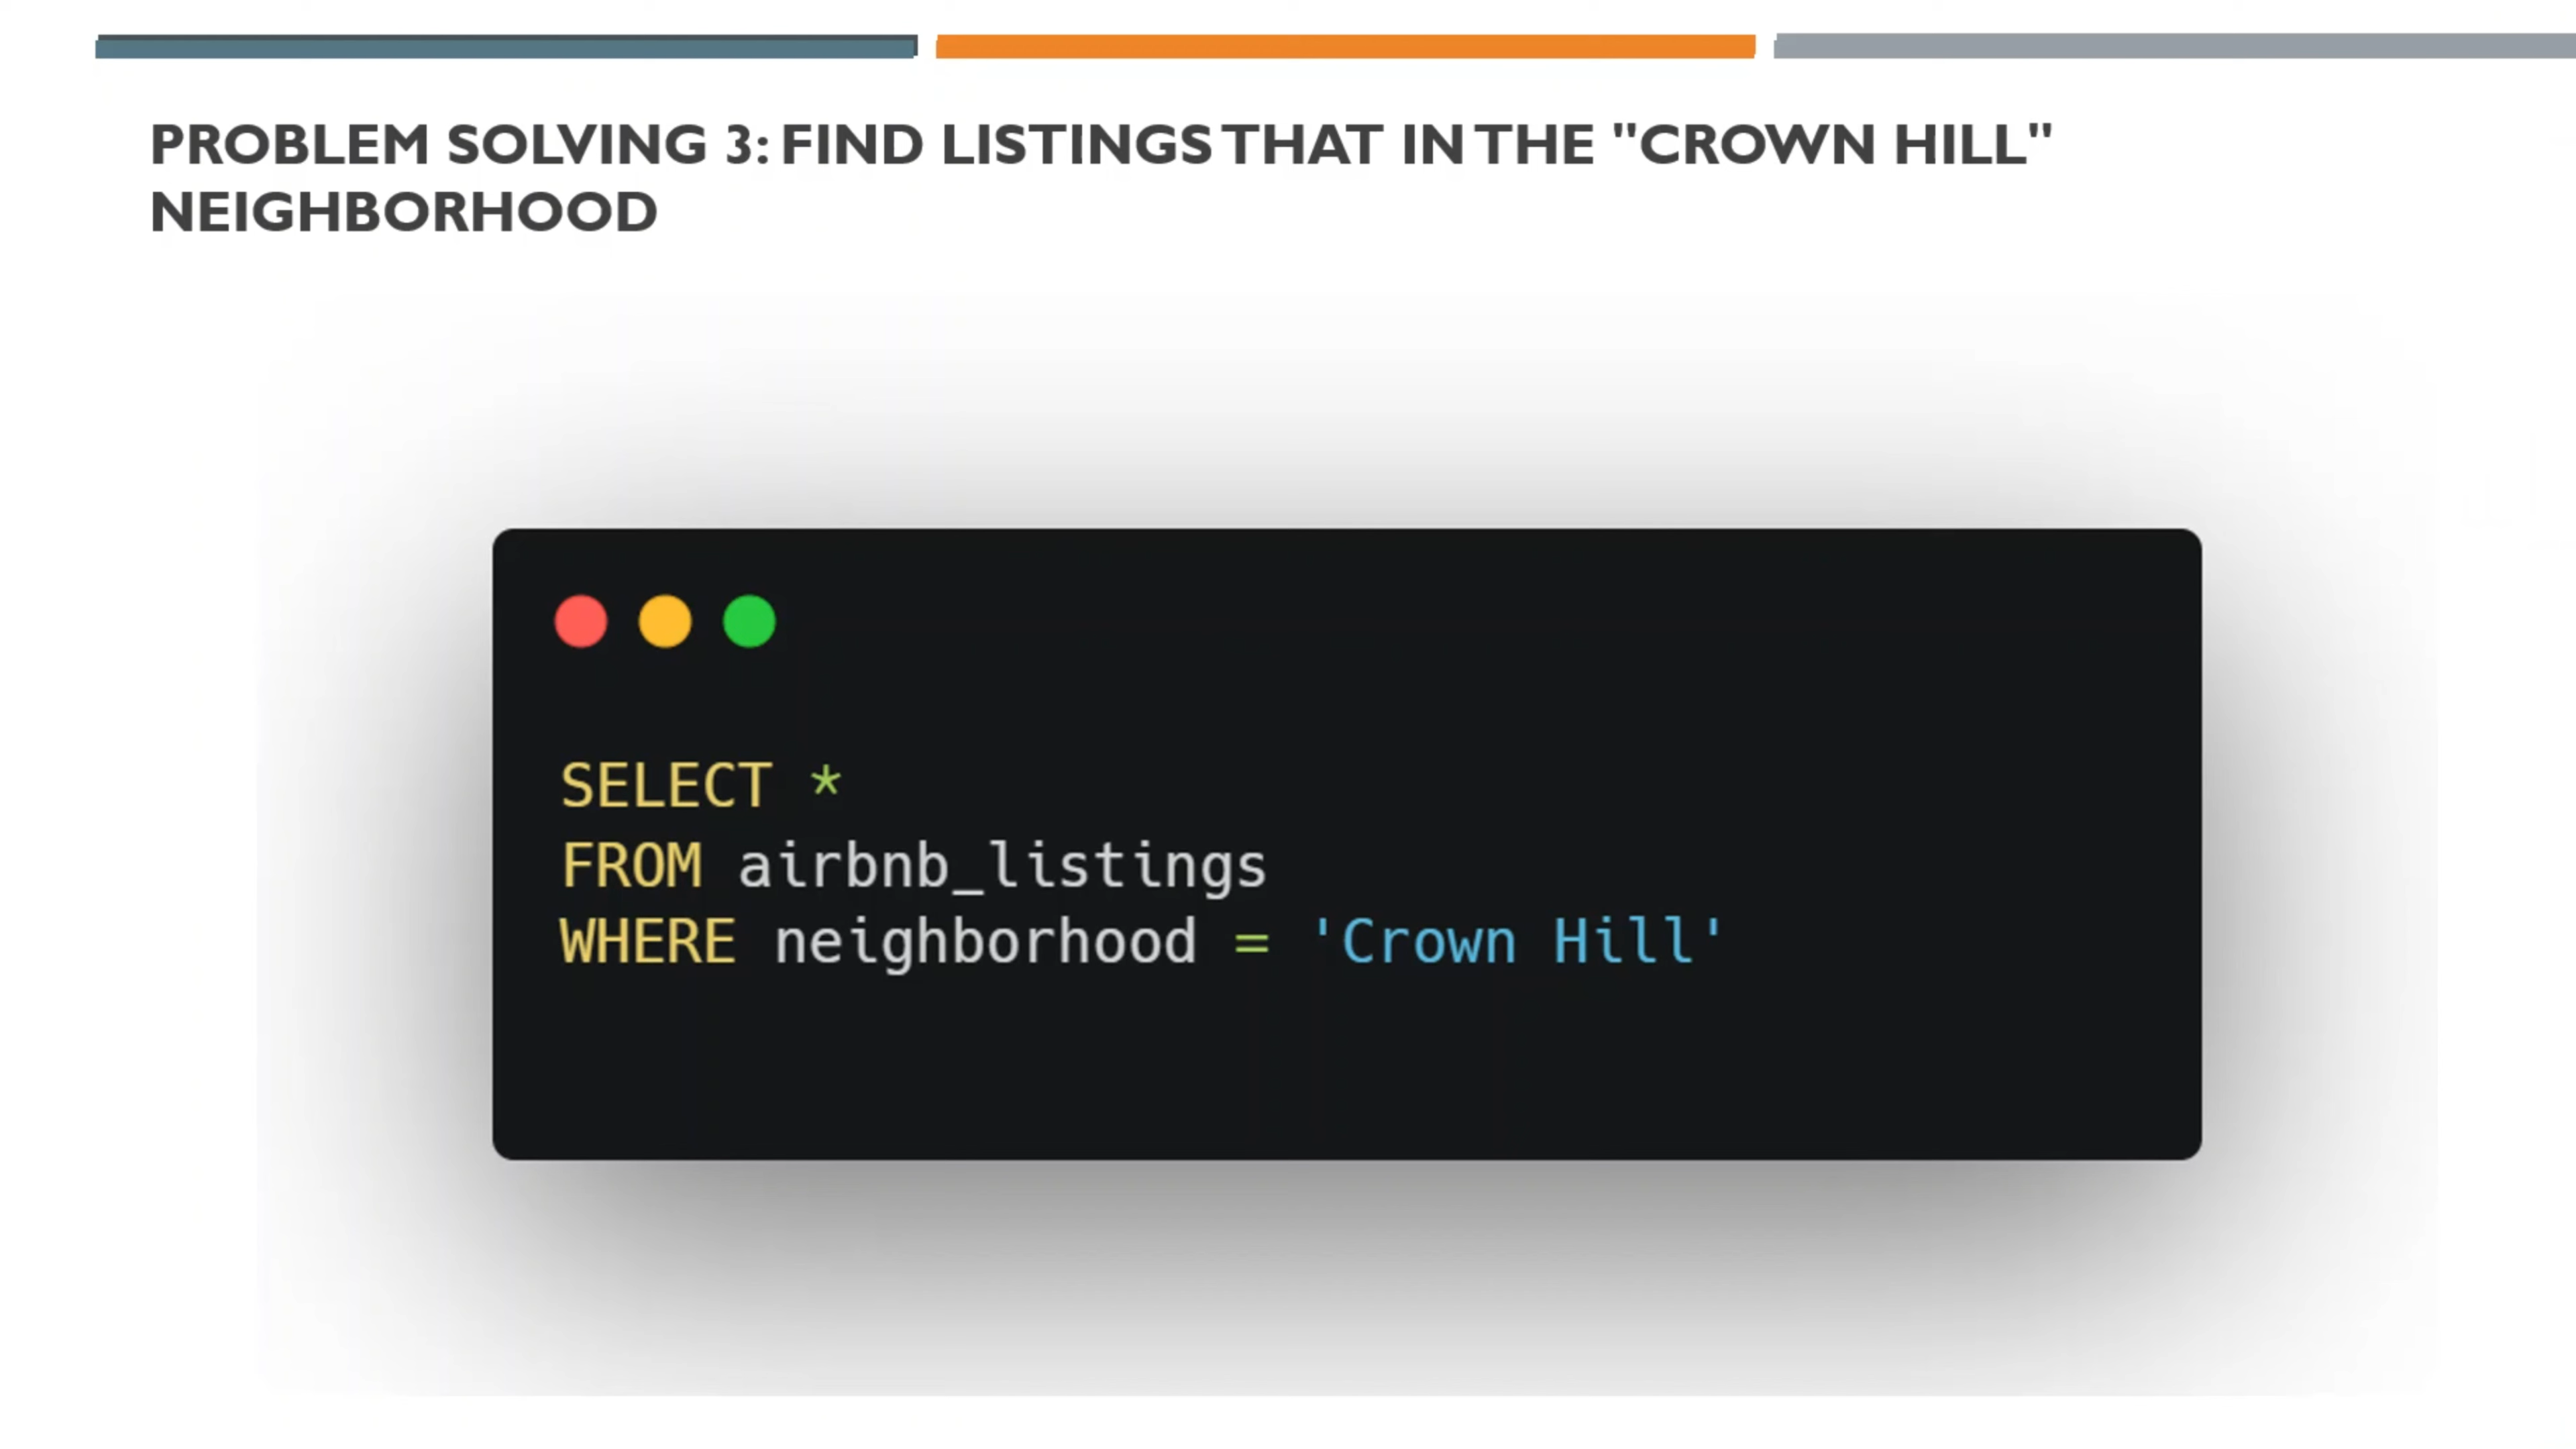 PROBLEM SOLVING 3: FIND LISTINGS THAT IN THE "CROWN HILL"
NEIGHBORHOOD
SELECT *
FROM airbnb_listings
WHERE neighborhood = 'Crown Hill'